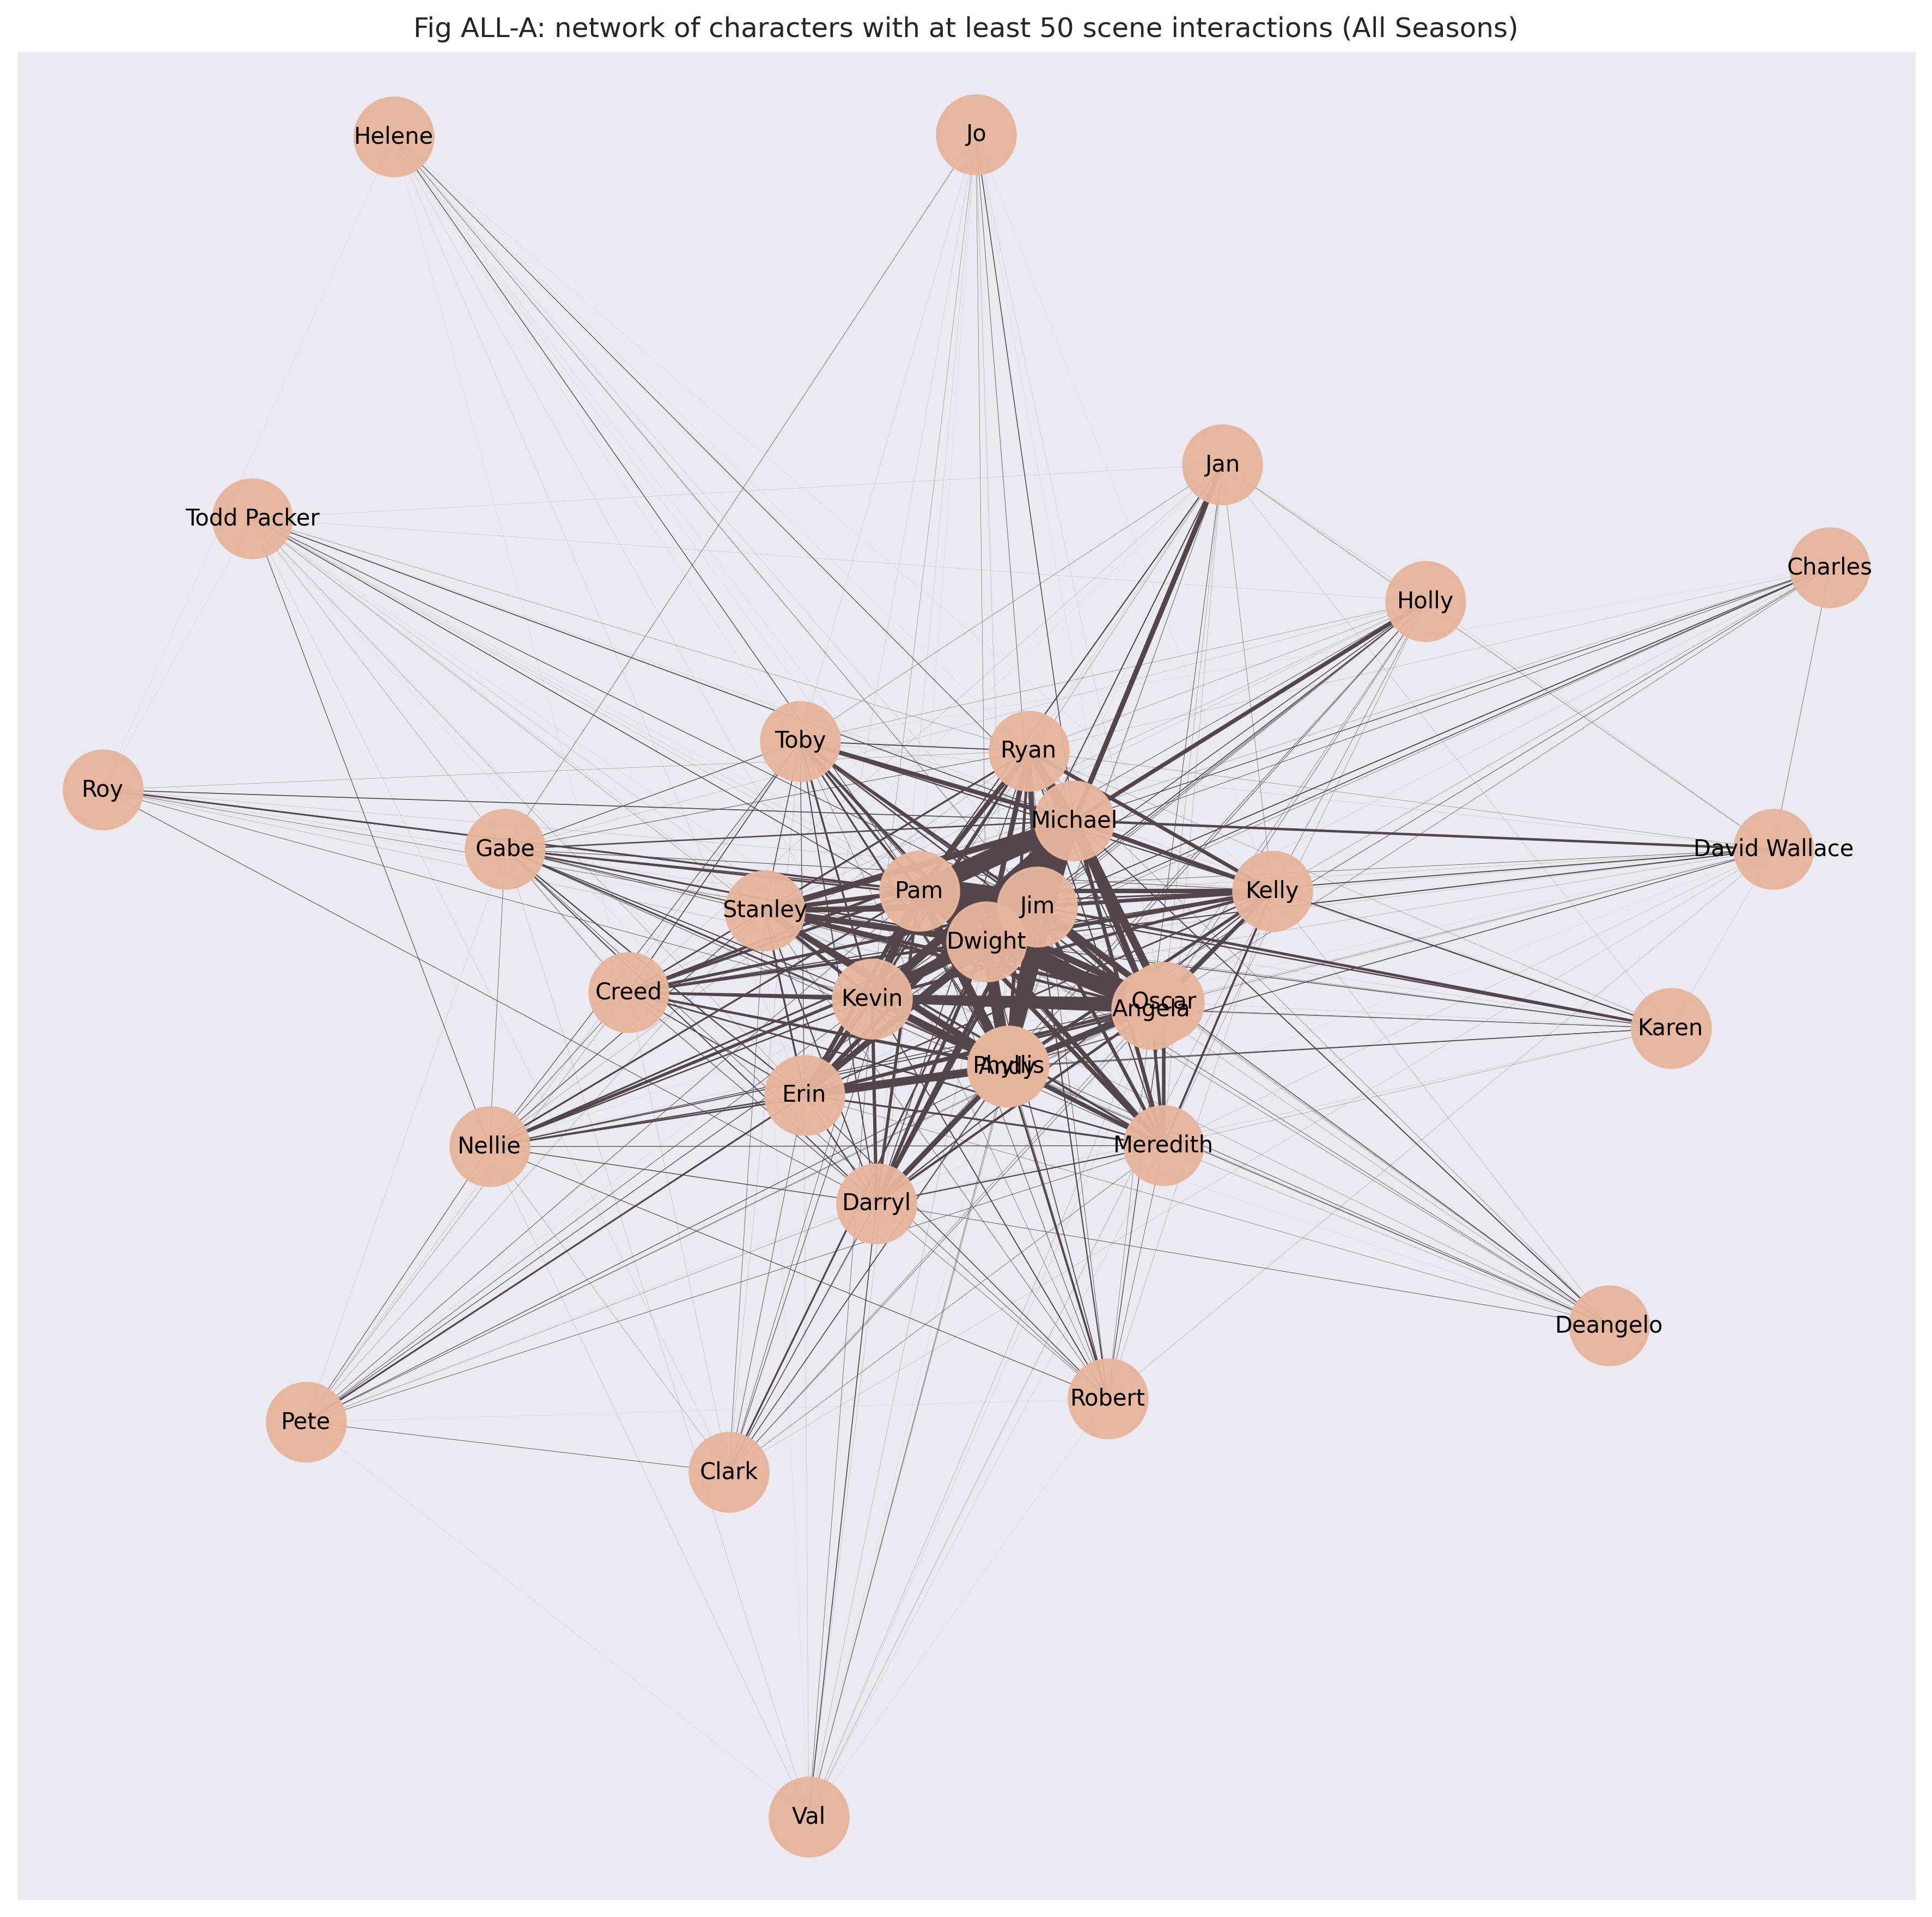 Fig ALL-A: network of characters with at least 50 scene interactions (All Seasons)
Helene
Jo
Jan
Todd Packer
Charles
Holly
Toby
Ryan
Roy
Michael
Gabe
David Wallace
Pam
Kelly
Jim
Stanley
Dwight
Creed
Kevin
Oscar
Angela
Karen
Phyllis
Andy
Erin
Nellie
Meredith
Darryl
Deangelo
Robert
Pete
Clark
Val